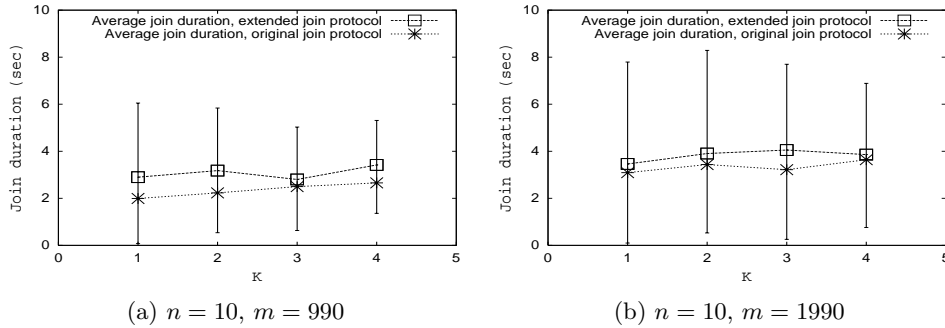 Average join duration, extended join protocol
Average join duration, original join protocol
Join duration (sec)
10
8
6
4
2
0
0 1 2 3 4 5
K
(a) n = 10, m = 990
Average join duration, extended join protocol
Average join duration, original join protocol
Join duration (sec)
10
8
6
4
2
0
0 1 2 3 4 5
K
(b) n = 10, m = 1990